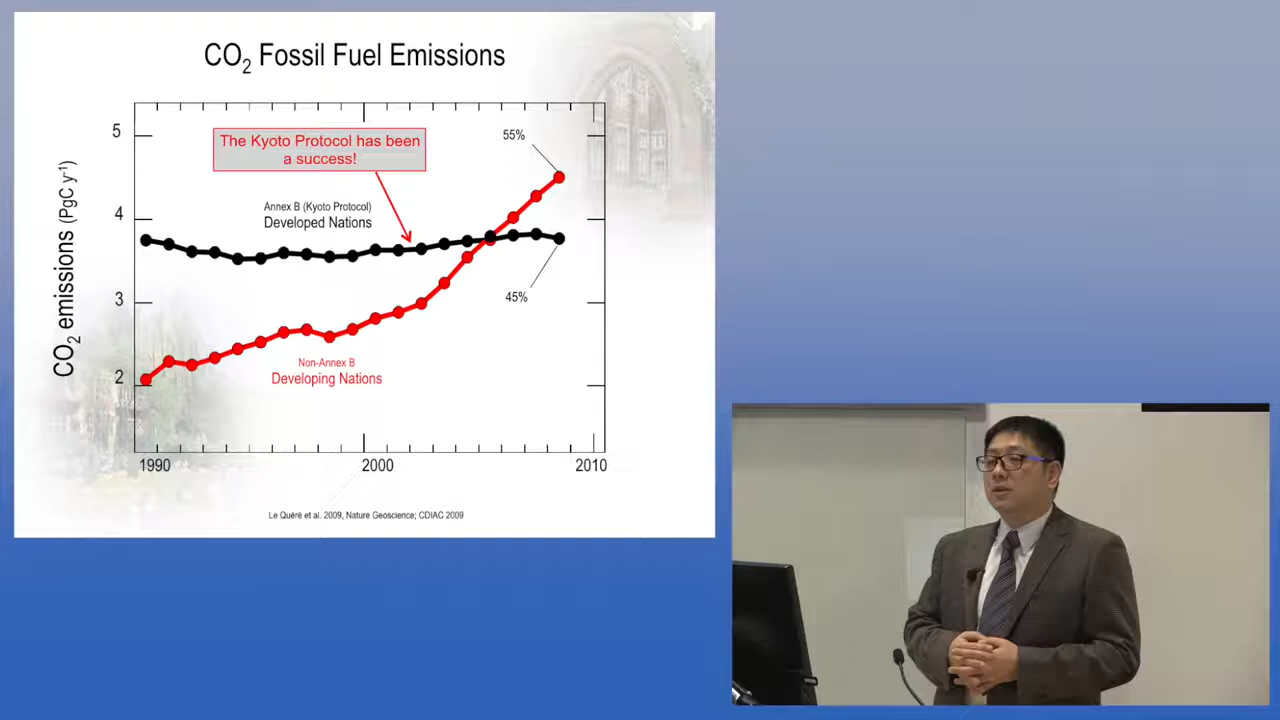 CO₂ Fossil Fuel Emissions
The Kyoto Protocol has been
a success!
55%
5
Annex B (Kyoto Protocol)
Developed Nations
4
CO₂ emissions (PgC y⁻¹)
45%
3
Non-Annex B
Developing Nations
2
1990
2000
2010
Le Quéré et al. 2009, Nature Geoscience; CDIAC 2009